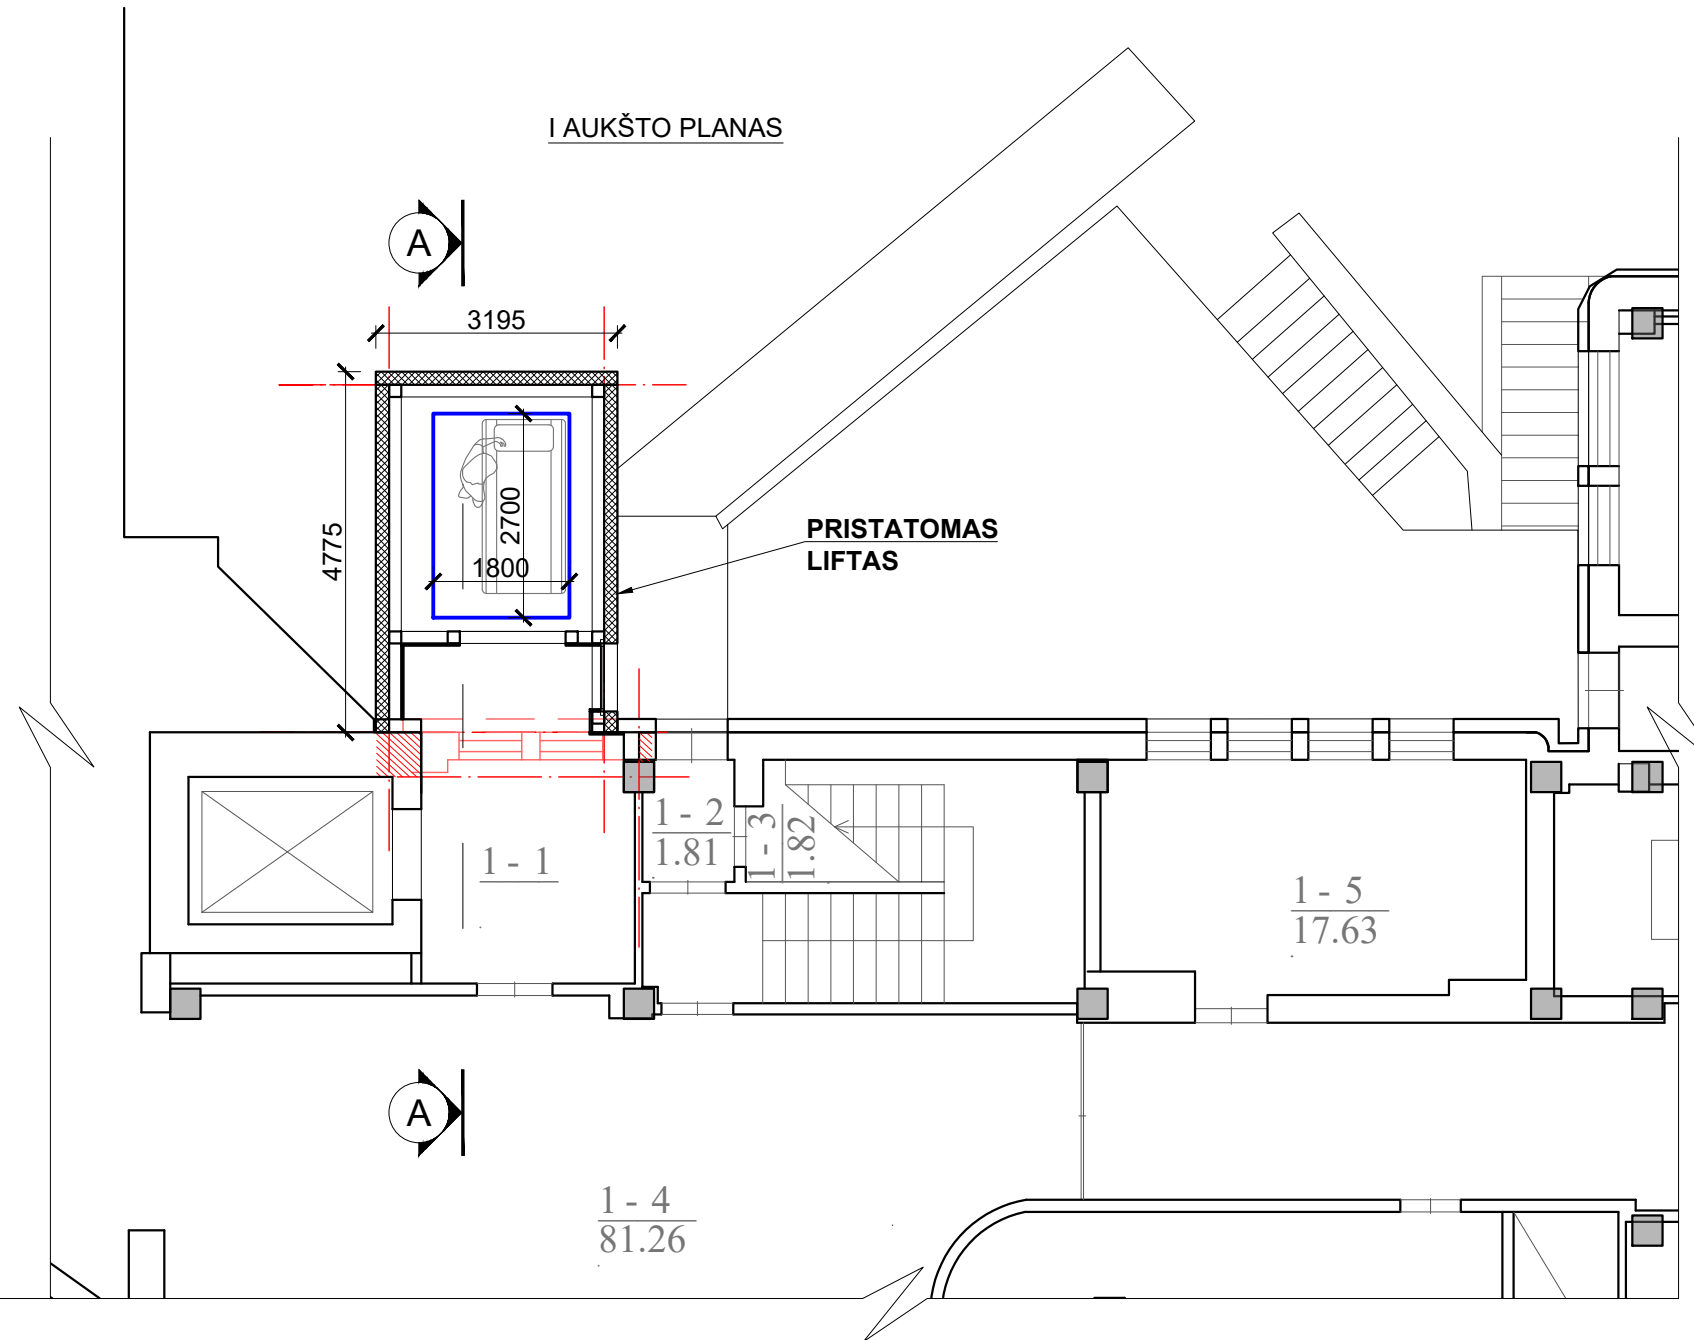 I AUKŠTO PLANAS
A
3195
4775
2700
1800
PRISTATOMAS
LIFTAS
1 - 1
1 - 2
1.81
1 - 3
1.82
1 - 5
17.63
A
1 - 4
81.26